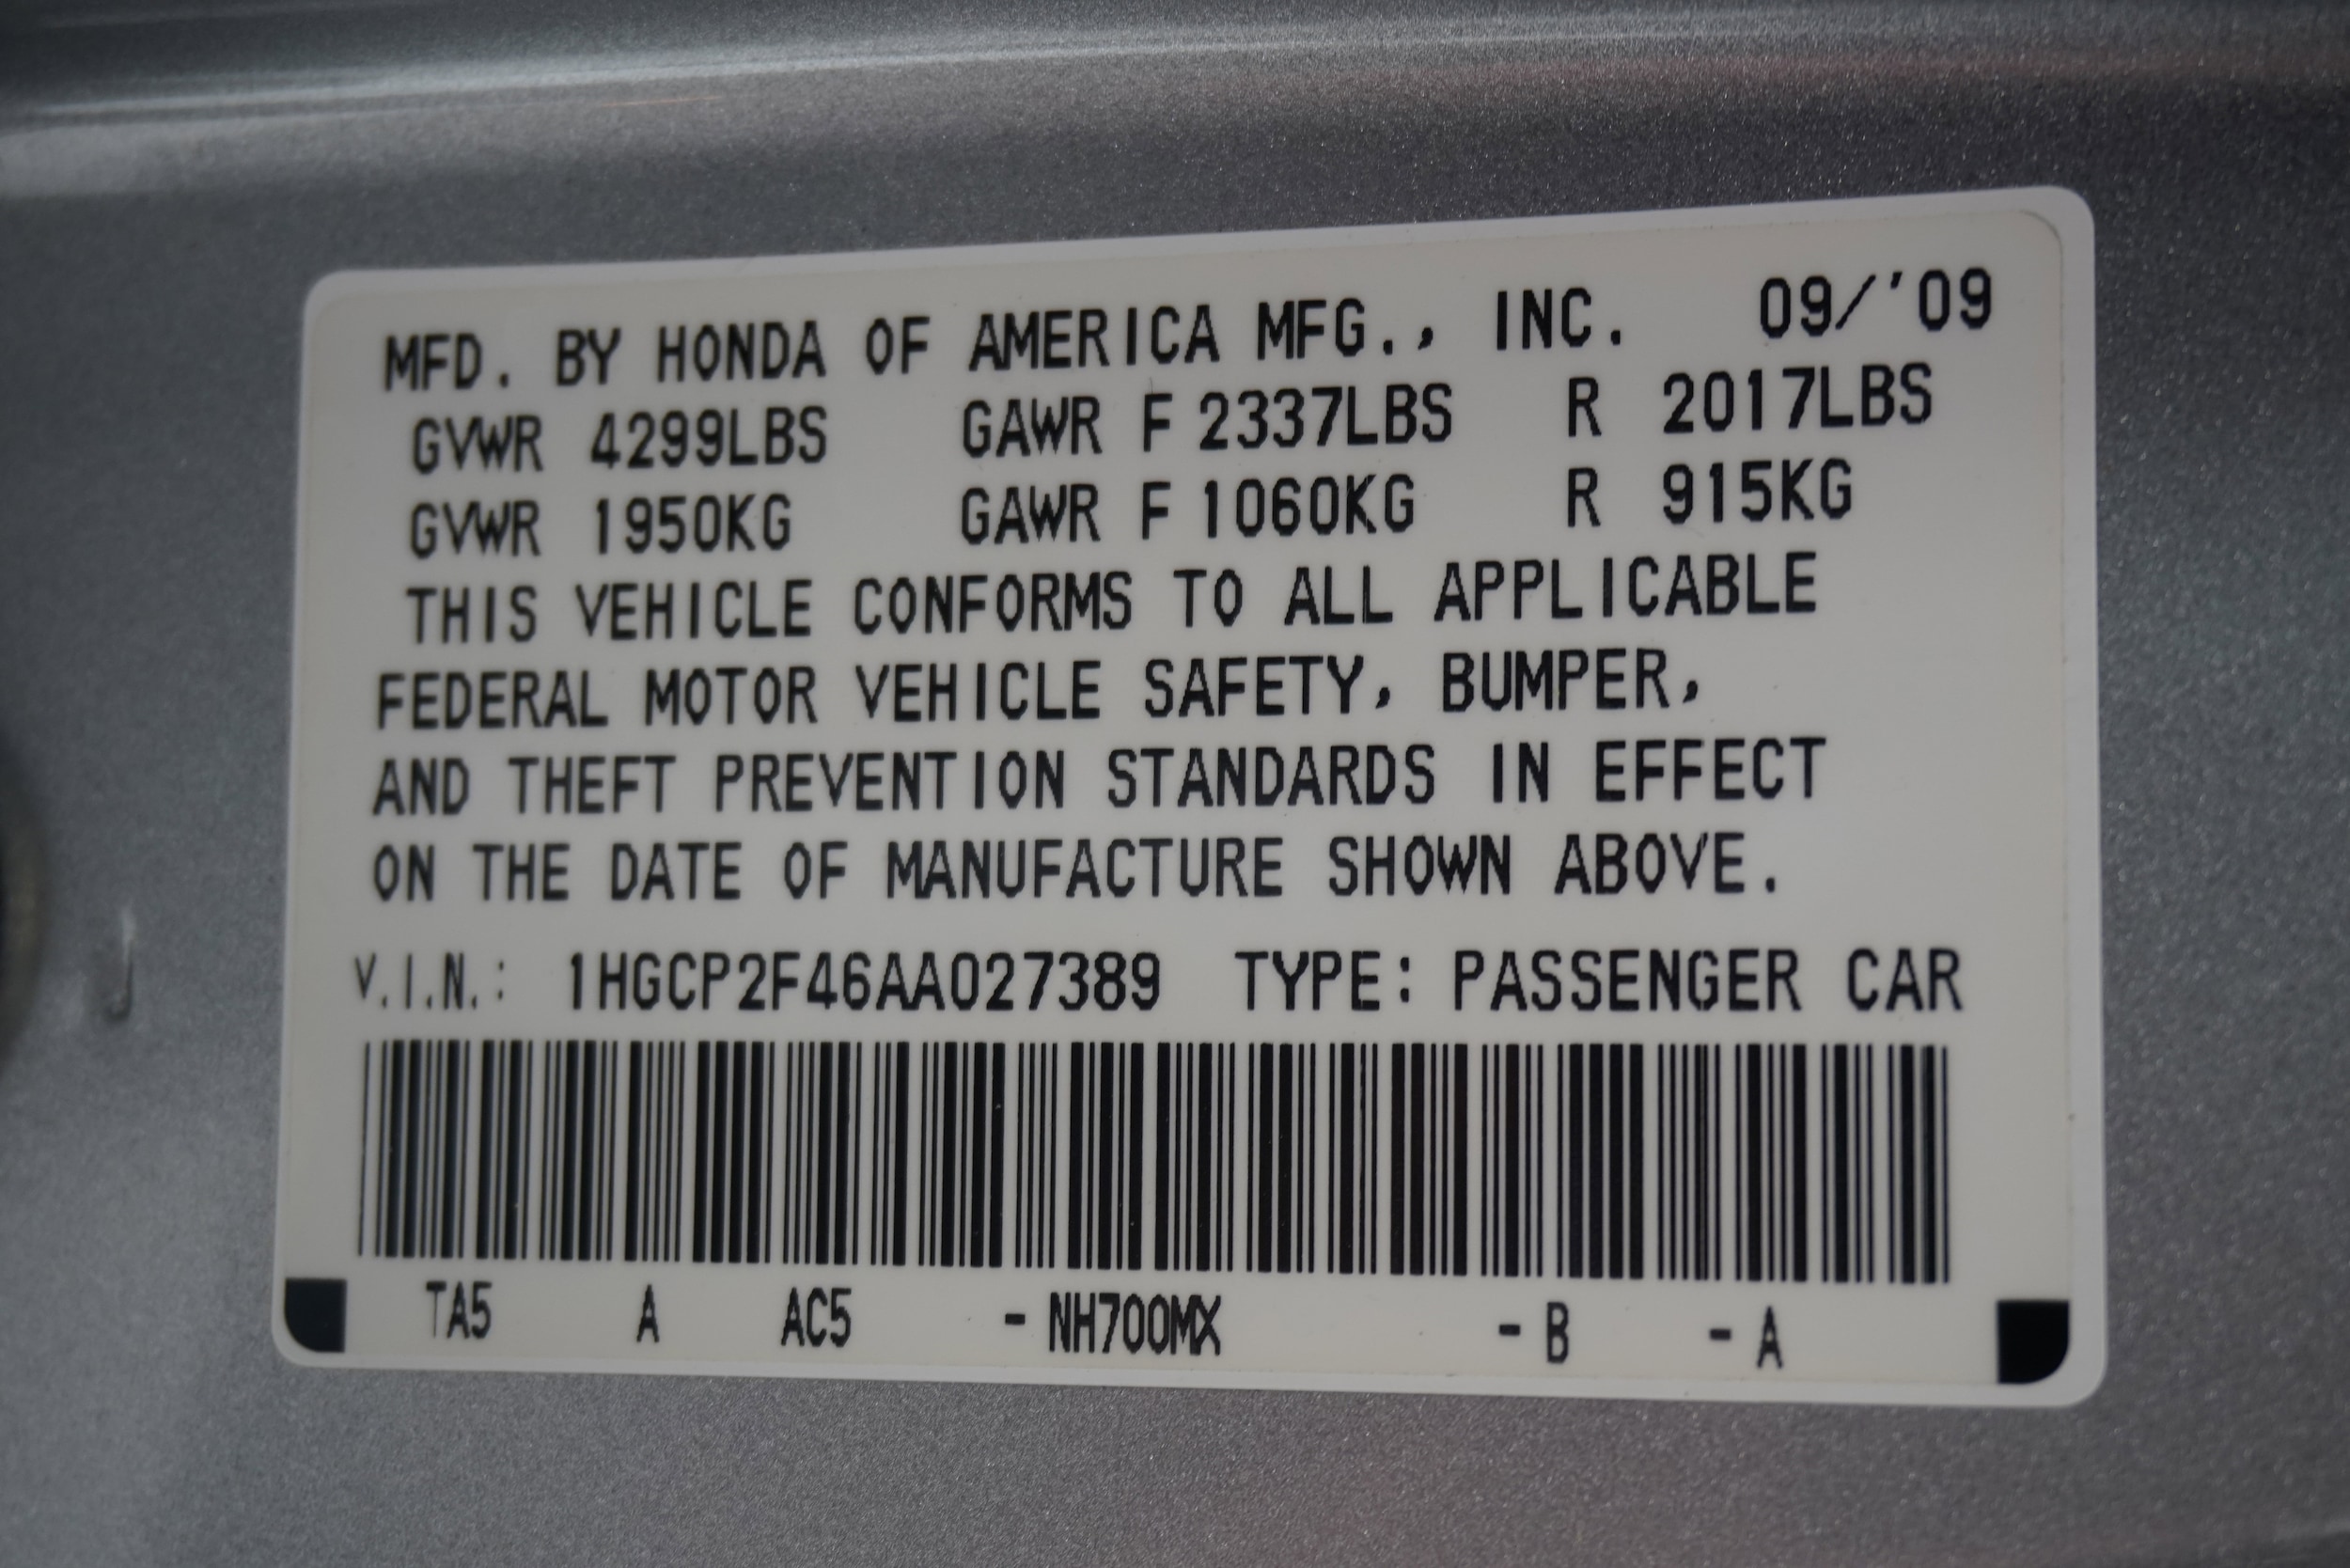 MFD. BY HONDA OF AMERICA MFG., INC. 09/'09
GVWR 4299LBS GAWR F 2337LBS R 2017LBS
GVWR 1950KG GAWR F 1060KG R 915KG
THIS VEHICLE CONFORMS TO ALL APPLICABLE
FEDERAL MOTOR VEHICLE SAFETY, BUMPER,
AND THEFT PREVENTION STANDARDS IN EFFECT
ON THE DATE OF MANUFACTURE SHOWN ABOVE.
V.I.N.: 1HGCP2F46AA027389 TYPE: PASSENGER CAR
TA5 A AC5 - NH700MX - B - A